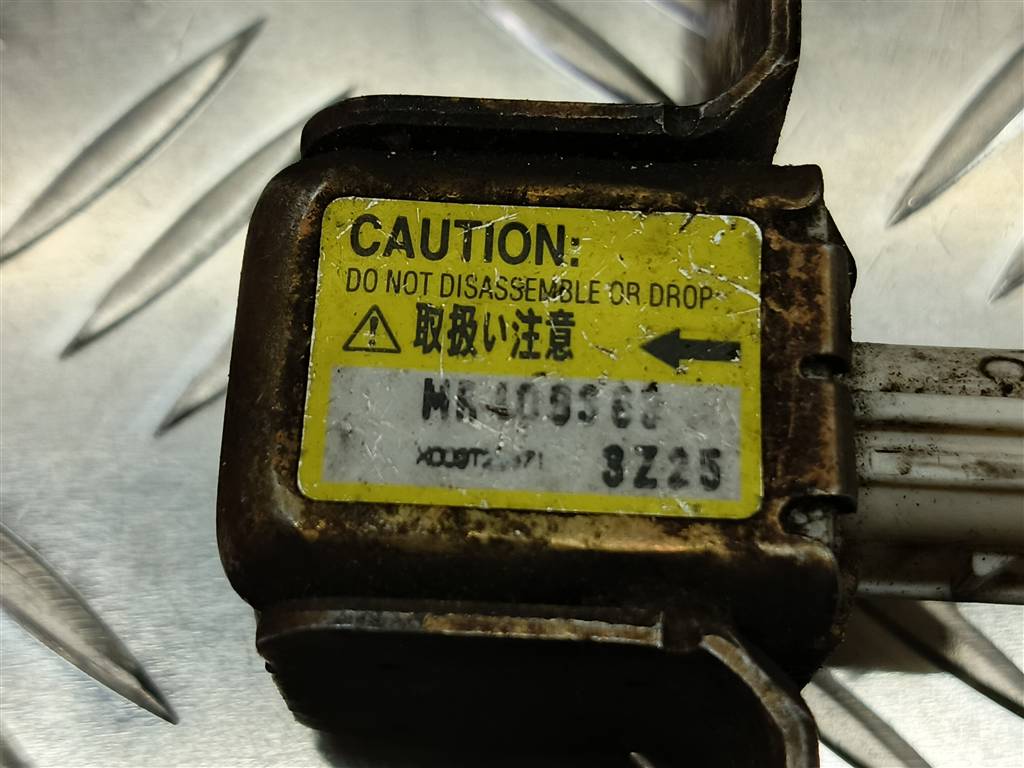 CAUTION:
DO NOT DISASSEMBLE OR DROP
取扱い注意
3Z25